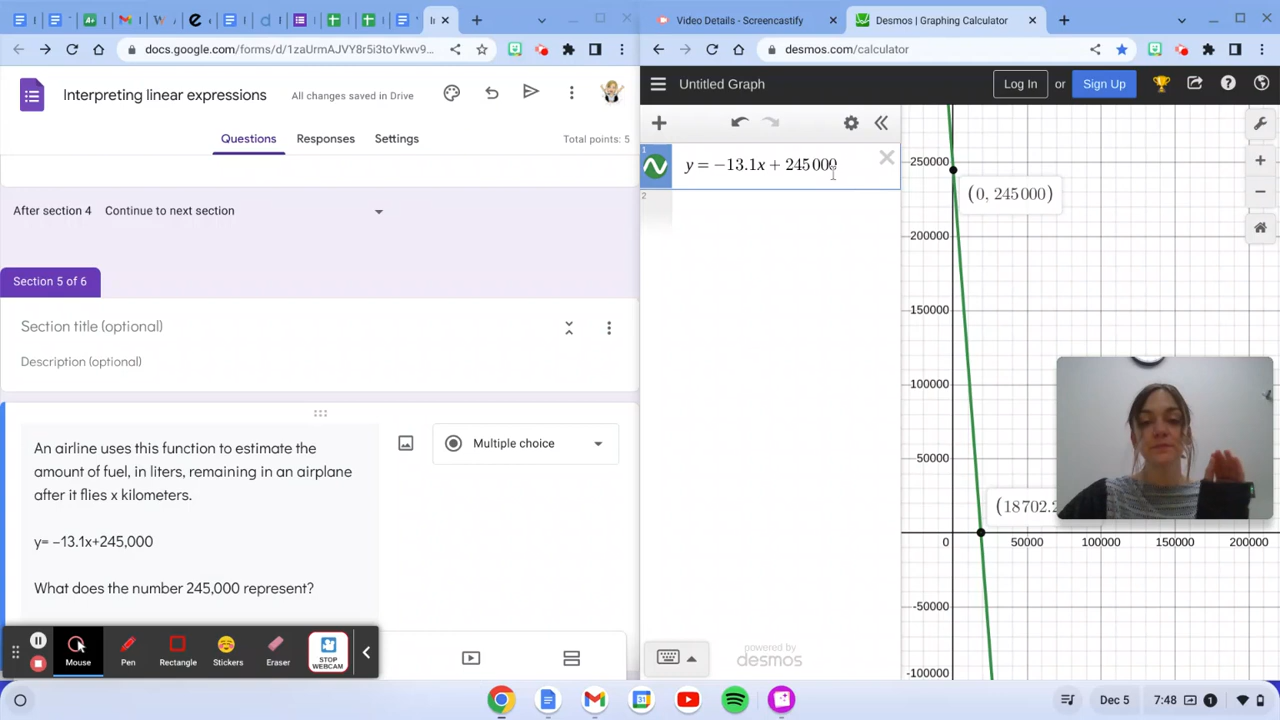 docs.google.com/forms/d/1zaUrmAJVY8r5i3toYkwv9...
Interpreting linear expressions
All changes saved in Drive
Questions
Responses
Settings
Total points: 5
After section 4
Continue to next section
Section 5 of 6
Section title (optional)
Description (optional)
An airline uses this function to estimate the
amount of fuel, in liters, remaining in an airplane
after it flies x kilometers.
y= −13.1x+245,000
What does the number 245,000 represent?
Multiple choice
Mouse
Pen
Rectangle
Stickers
Eraser
STOP
WEBCAM
Video Details - Screencastify
Desmos | Graphing Calculator
desmos.com/calculator
Untitled Graph
Log In
or
Sign Up
1
y = −13.1x + 245000
2
powered by
desmos
250000
(0, 245000)
200000
150000
100000
50000
(18702.2
0
50000
100000
150000
200000
-50000
-100000
Dec 5
7:48
1